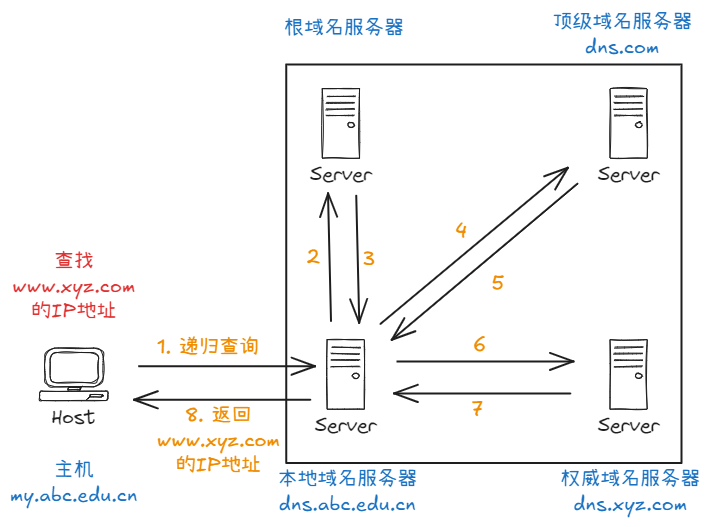 根域名服务器
顶级域名服务器
dns.com
Server
Server
2
3
4
5
查找
www.xyz.com
的IP地址
1. 递归查询
6
7
Host
8. 返回
www.xyz.com
的IP地址
Server
Server
主机
my.abc.edu.cn
本地域名服务器
dns.abc.edu.cn
权威域名服务器
dns.xyz.com